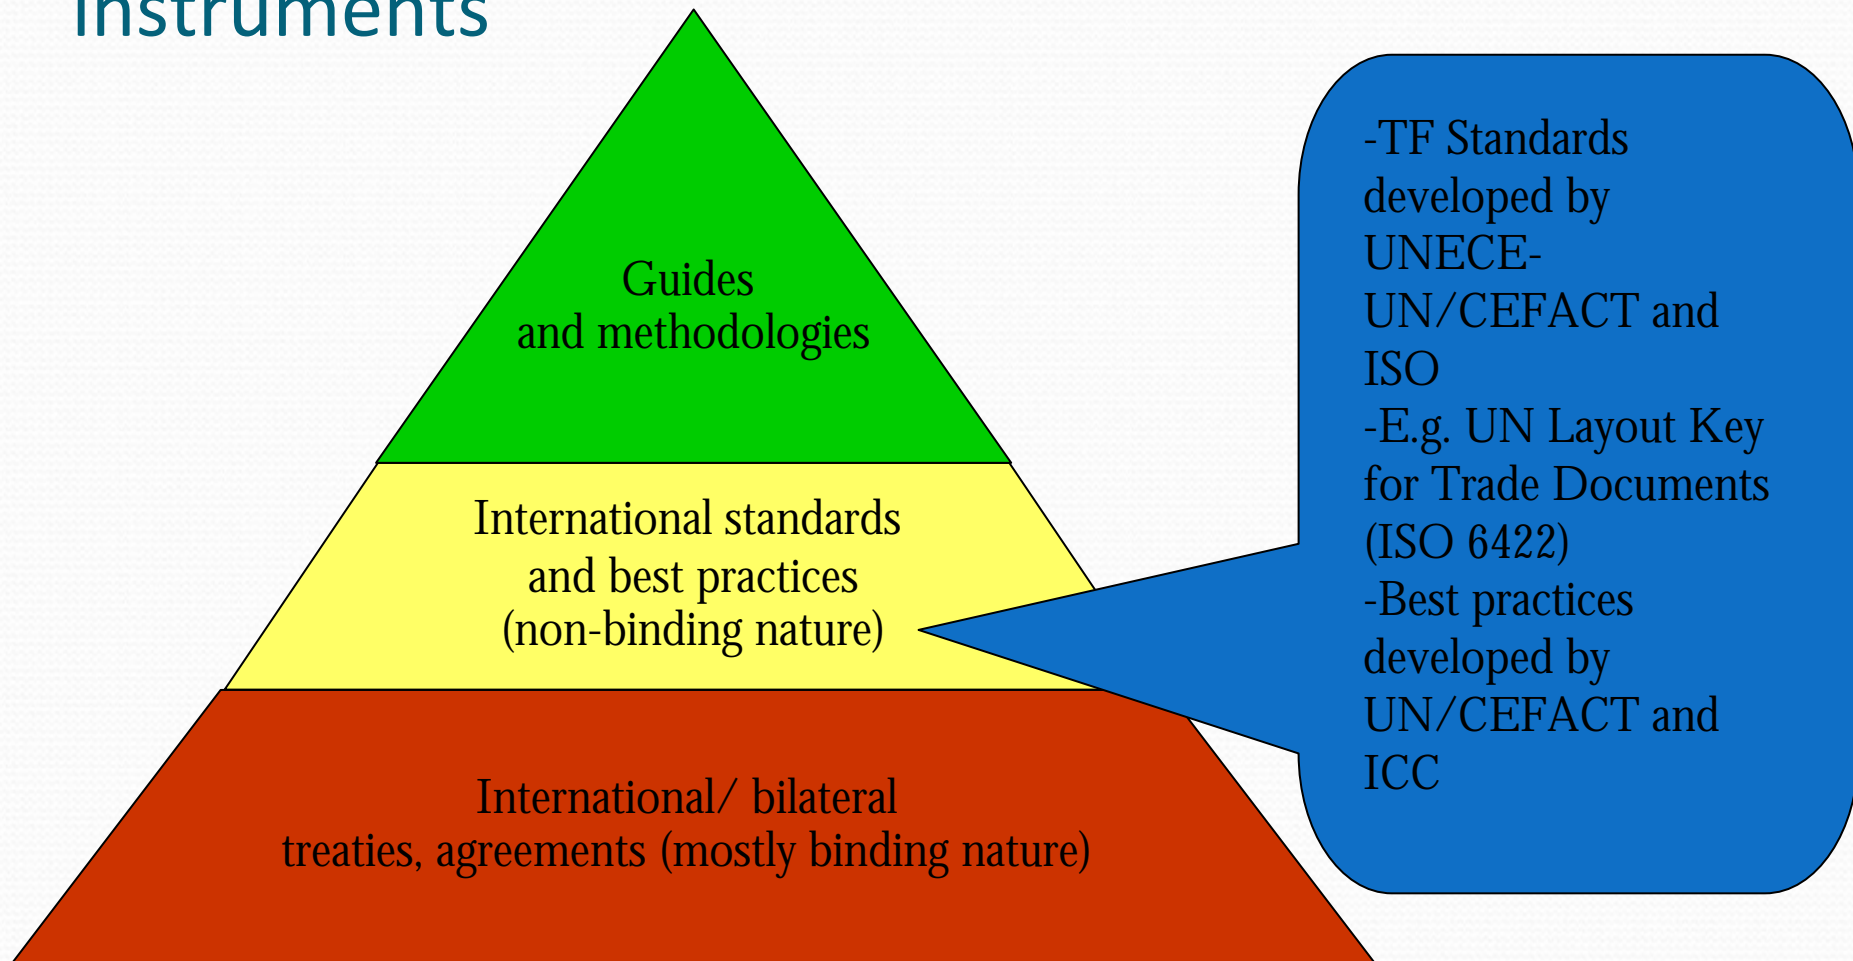 instruments
Guides
and methodologies
International standards
and best practices
(non-binding nature)
International/ bilateral
treaties, agreements (mostly binding nature)
-TF Standards
developed by
UNECE-
UN/CEFACT and
ISO
-E.g. UN Layout Key
for Trade Documents
(ISO 6422)
-Best practices
developed by
UN/CEFACT and
ICC